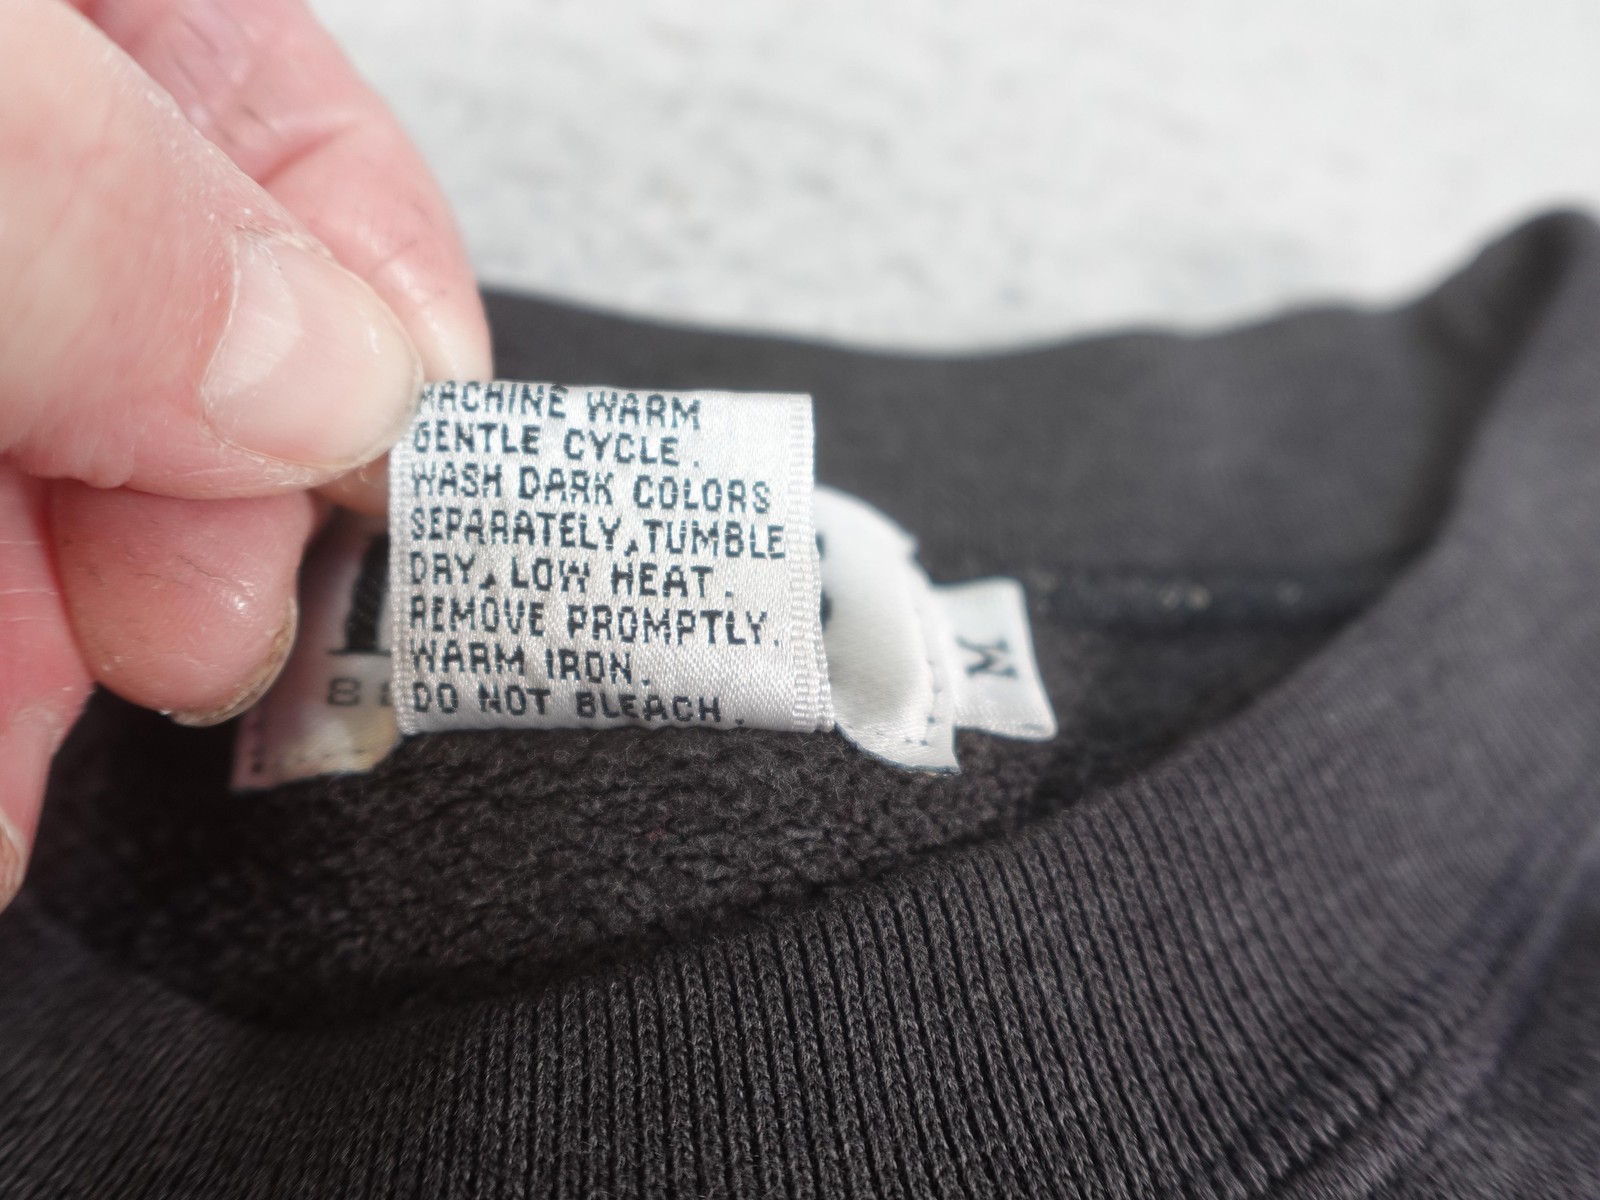 MACHINE WARM
GENTLE CYCLE.
WASH DARK COLORS
SEPARATELY, TUMBLE
DRY, LOW HEAT.
REMOVE PROMPTLY.
WARM IRON.
DO NOT BLEACH.
M